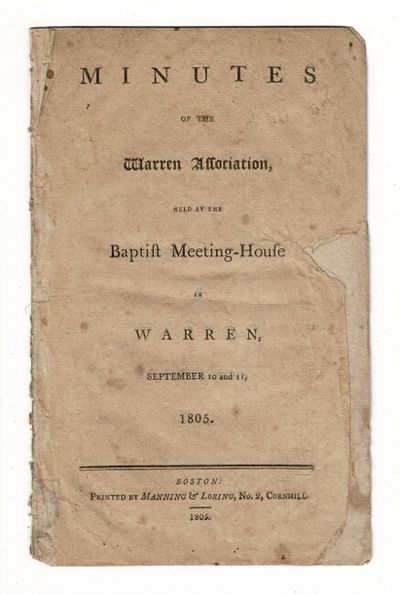 MINUTES
OF THE
Warren Aſſociation,
HELD AT THE
Baptiſt Meeting-Houſe
IN
WARREN,
SEPTEMBER 10 and 11,
1805.
BOSTON:
PRINTED BY MANNING & LORING, No. 2, CORNHILL.
1805.